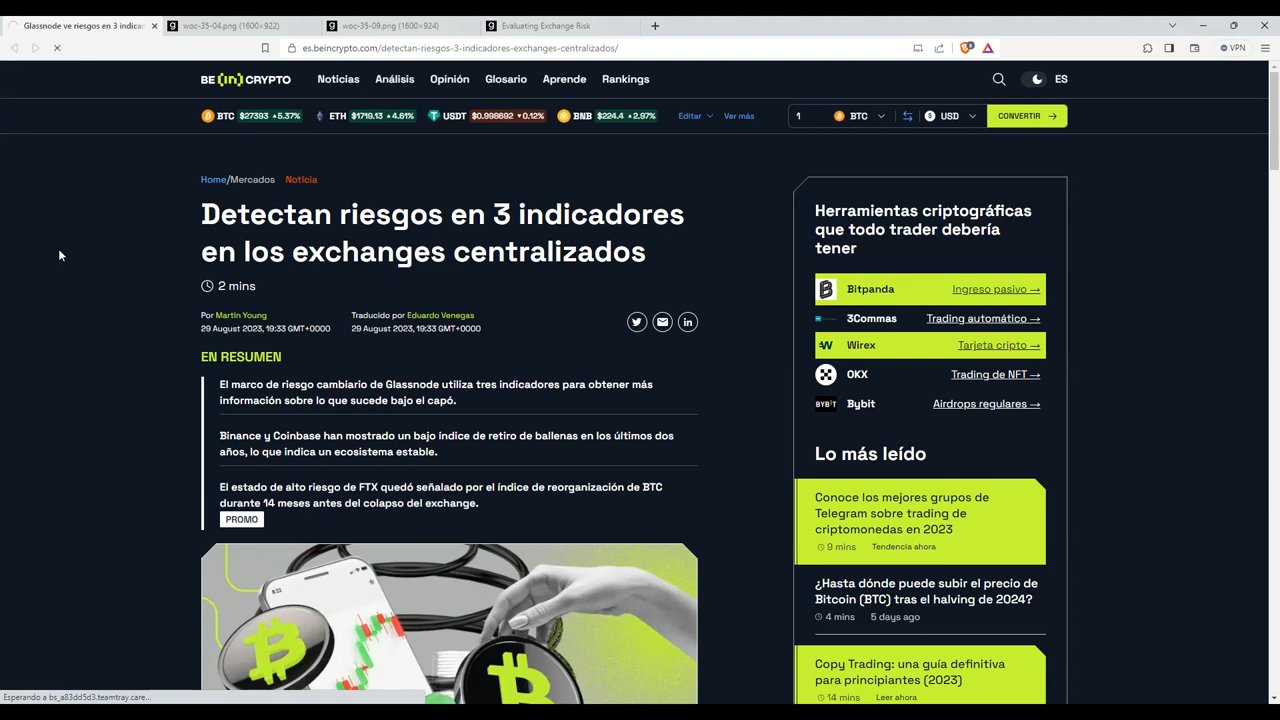 Glassnode ve riesgos en 3 indicac
woc-35-04.png (1600×922)
woc-35-09.png (1600×924)
Evaluating Exchange Risk
es.beincrypto.com/detectan-riesgos-3-indicadores-exchanges-centralizados/
VPN
BE [IN] CRYPTO
Noticias
Análisis
Opinión
Glosario
Aprende
Rankings
ES
BTC $27393 ▲5.37%
ETH $1719.13 ▲4.61%
USDT $0.998692 ▼0.12%
BNB $224.4 ▲2.97%
Editar
Ver más
1
BTC
USD
CONVERTIR →
Home/Mercados Noticia
Detectan riesgos en 3 indicadores
en los exchanges centralizados
2 mins
Por Martin Young
29 August 2023, 19:33 GMT+0000
Traducido por Eduardo Venegas
29 August 2023, 19:33 GMT+0000
EN RESUMEN
El marco de riesgo cambiario de Glassnode utiliza tres indicadores para obtener más
información sobre lo que sucede bajo el capó.
Binance y Coinbase han mostrado un bajo índice de retiro de ballenas en los últimos dos
años, lo que indica un ecosistema estable.
El estado de alto riesgo de FTX quedó señalado por el índice de reorganización de BTC
durante 14 meses antes del colapso del exchange.
PROMO
Herramientas criptográficas
que todo trader debería
tener
Bitpanda Ingreso pasivo →
3Commas Trading automático →
Wirex Tarjeta cripto →
OKX Trading de NFT →
BYBIT Bybit Airdrops regulares →
Lo más leído
Conoce los mejores grupos de
Telegram sobre trading de
criptomonedas en 2023
9 mins Tendencia ahora
¿Hasta dónde puede subir el precio de
Bitcoin (BTC) tras el halving de 2024?
4 mins 5 days ago
Copy Trading: una guía definitiva
para principiantes (2023)
14 mins Leer ahora
Esperando a bs_a83dd5d3.teamtray.care...